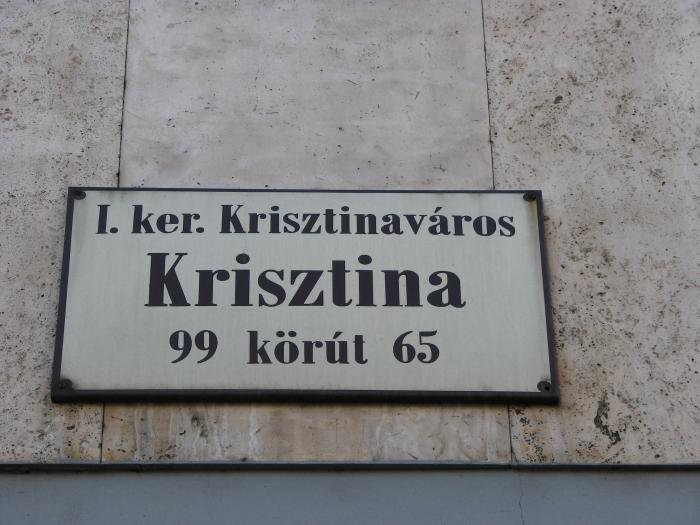 I. ker. Krisztinaváros
Krisztina
99 körút 65